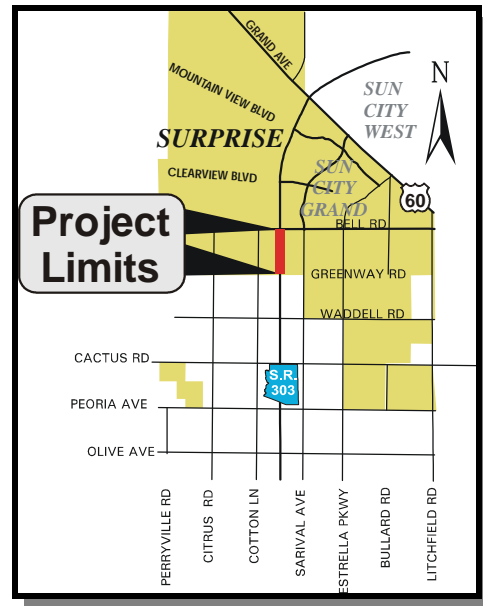 GRAND AVE
MOUNTAIN VIEW BLVD
SUN
CITY
WEST
N
SURPRISE
CLEARVIEW BLVD
SUN
CITY
GRAND
60
Project
Limits
BELL RD
GREENWAY RD
WADDELL RD
CACTUS RD
S.R.
303
PEORIA AVE
OLIVE AVE
PERRYVILLE RD
CITRUS RD
COTTON LN
SARIVAL AVE
ESTRELLA PKWY
BULLARD RD
LITCHFIELD RD